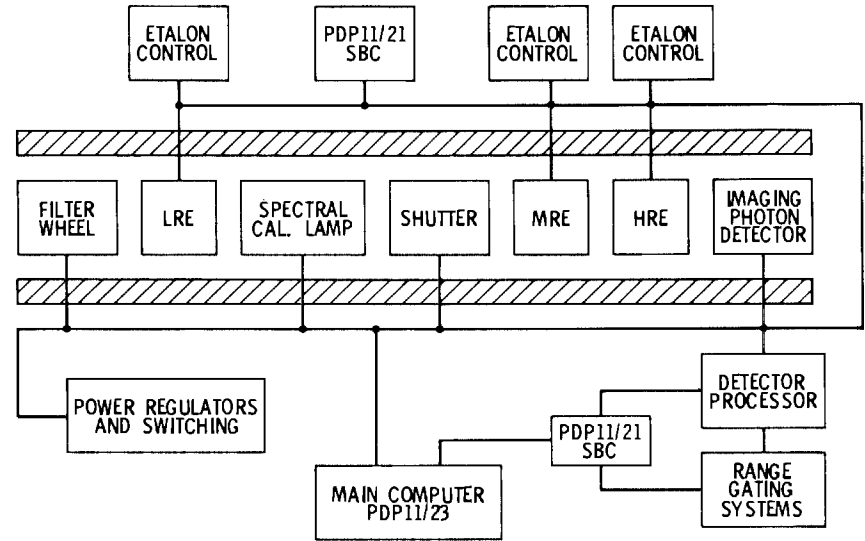 ETALON
CONTROL
PDP11/21
SBC
ETALON
CONTROL
ETALON
CONTROL
FILTER
WHEEL
LRE
SPECTRAL
CAL. LAMP
SHUTTER
MRE
HRE
IMAGING
PHOTON
DETECTOR
POWER REGULATORS
AND SWITCHING
DETECTOR
PROCESSOR
PDP11/21
SBC
MAIN COMPUTER
PDP11/23
RANGE
GATING
SYSTEMS